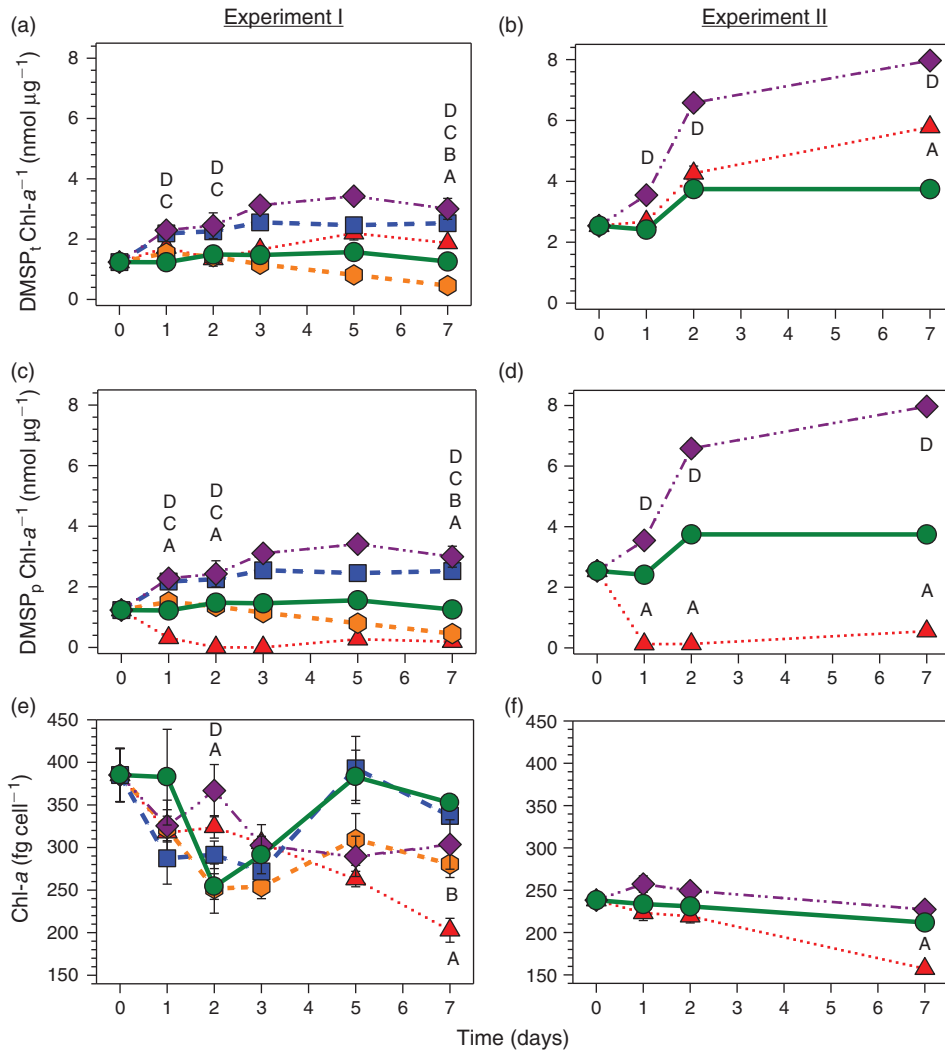 Experiment I
Experiment II
(a)
(b)
DMSPt Chl-a−1 (nmol μg−1)
8
6
4
2
0
D
C
D
C
D
C
B
A
0 1 2 3 4 5 6 7
8
6
4
2
0
D
D
D
A
0 1 2 3 4 5 6 7
(c)
(d)
DMSPp Chl-a−1 (nmol μg−1)
8
6
4
2
0
D
C
A
D
C
A
D
C
B
A
0 1 2 3 4 5 6 7
8
6
4
2
0
D
D
D
A
A
A
0 1 2 3 4 5 6 7
(e)
(f)
Chl-a (fg cell−1)
450
400
350
300
250
200
150
D
A
B
A
0 1 2 3 4 5 6 7
450
400
350
300
250
200
150
A
0 1 2 3 4 5 6 7
Time (days)